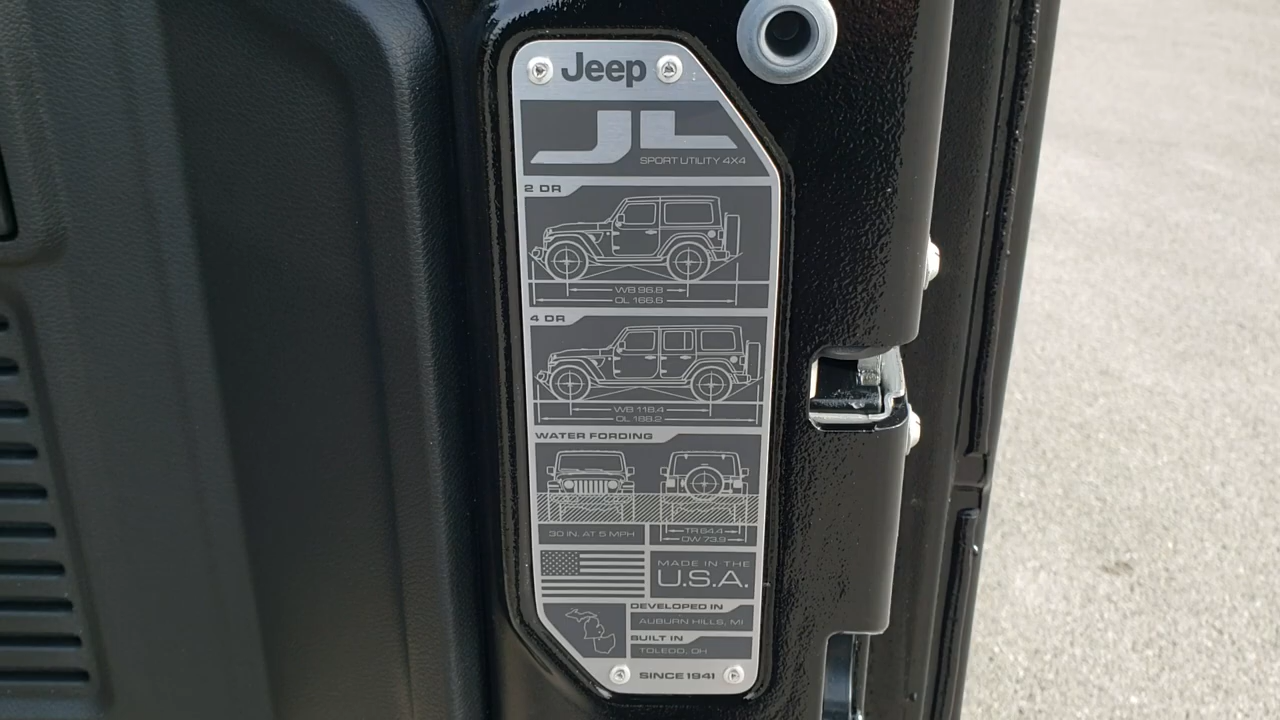 Jeep
JL
SPORT UTILITY 4X4
2 DR
WB 96.8
OL 166.6
4 DR
WB 118.4
OL 188.2
WATER FORDING
30 IN. AT 5 MPH
TR 64.4
OW 73.9
MADE IN THE
U.S.A.
DEVELOPED IN
AUBURN HILLS, MI
BUILT IN
TOLEDO, OH
SINCE 1941